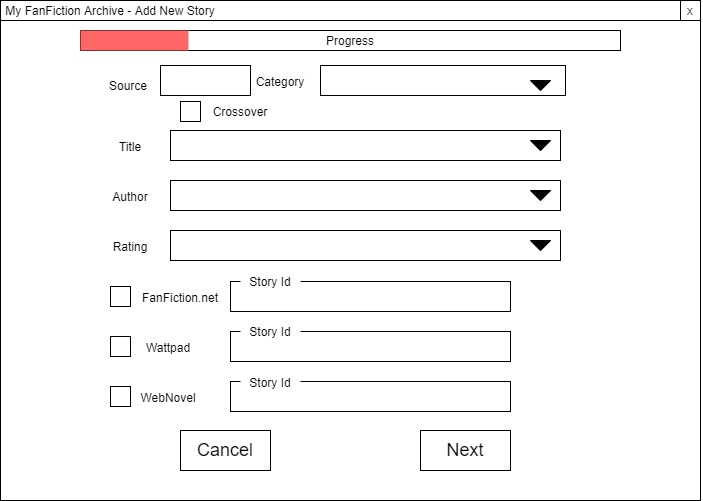 My FanFiction Archive - Add New Story x
Progress
Source Category
Crossover
Title
Author
Rating
Story Id
FanFiction.net
Story Id
Wattpad
Story Id
WebNovel
Cancel Next